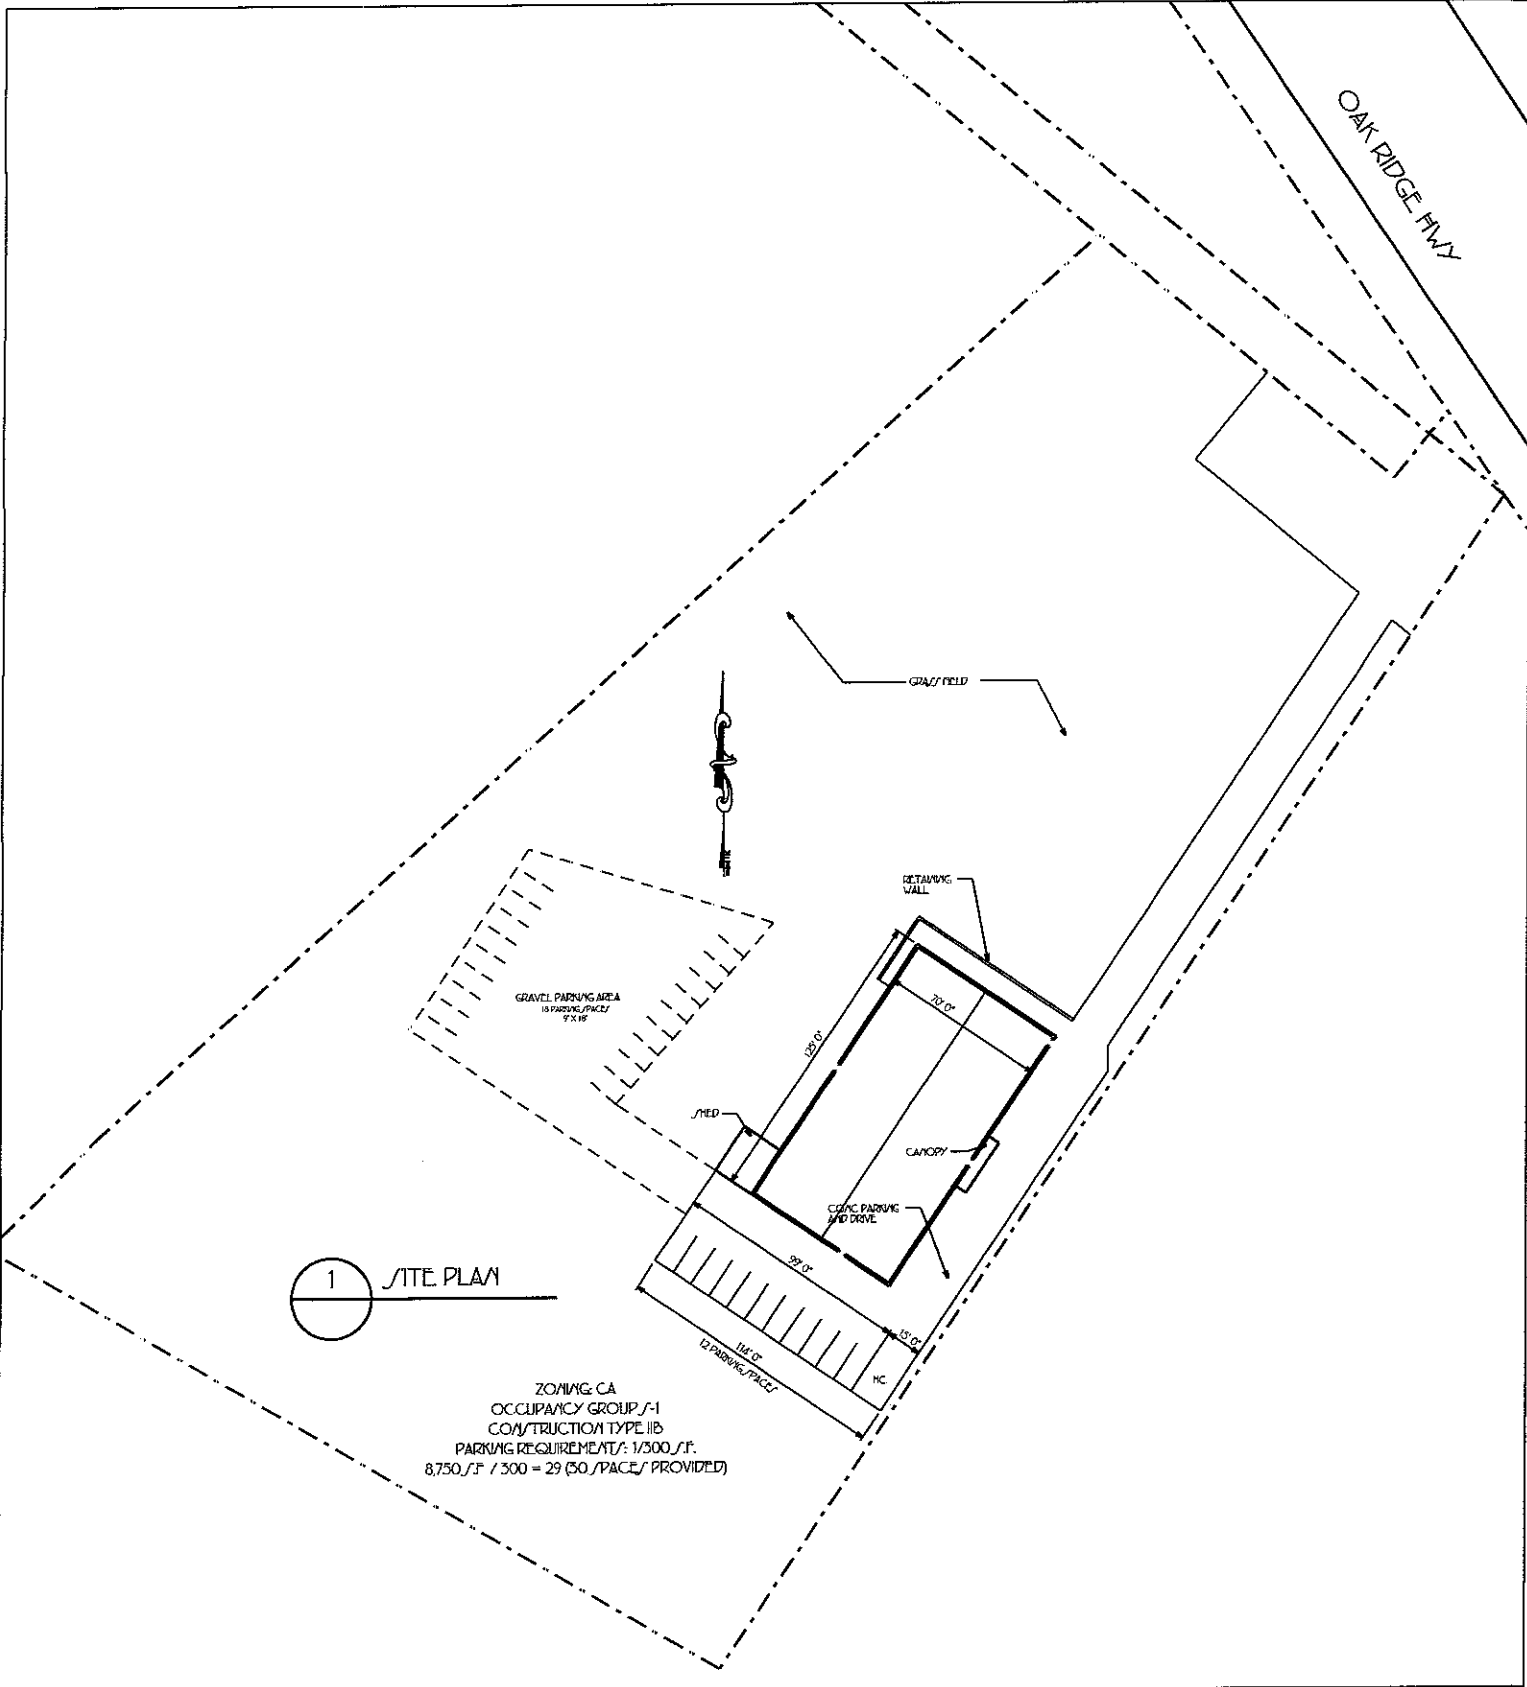 OAK RIDGE HWY
GRASS FIELD
RETAINING
WALL
GRAVEL PARKING AREA
18 PARKING SPACES
9' X 18'
70' 0"
125' 0"
SHED
CANOPY
CONC PARKING
AND DRIVE
99' 0"
15' 0"
114' 0"
12 PARKING SPACES
HC.
1
SITE PLAN
ZONING: CA
OCCUPANCY GROUP S-1
CONSTRUCTION TYPE IIB
PARKING REQUIREMENTS: 1/300 S.F.
8,750 S.F / 300 = 29 (30 SPACES PROVIDED)